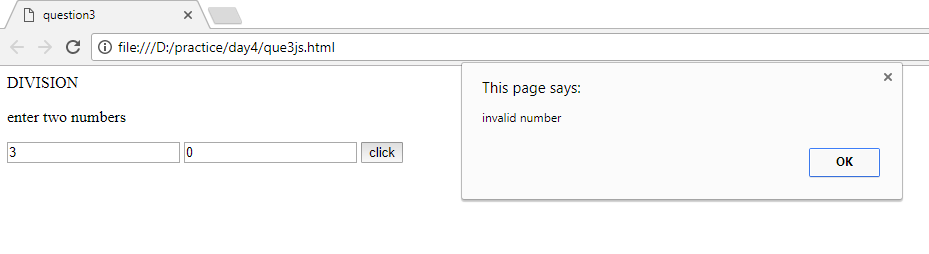 question3
file:///D:/practice/day4/que3js.html
DIVISION
enter two numbers
3 0 click
This page says:
invalid number
OK